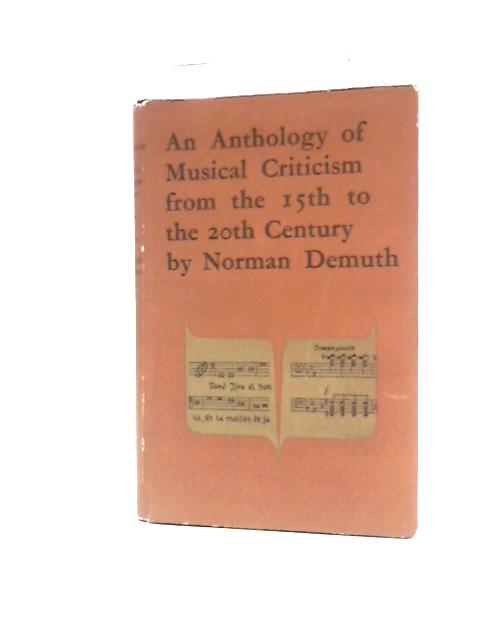 An Anthology of
Musical Criticism
from the 15th to
the 20th Century
by Norman Demuth